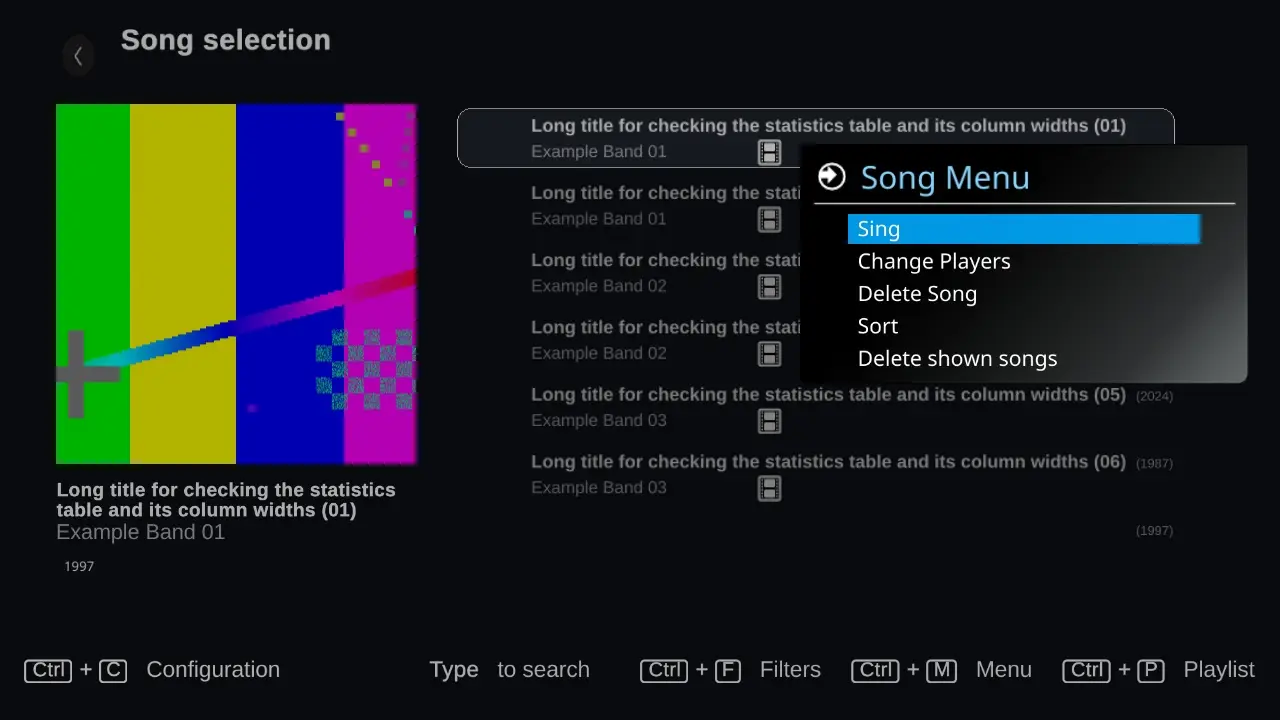 Song selection
Long title for checking the statistics table and its column widths (01)
Example Band 01
Long title for checking the stati
Example Band 01
Long title for checking the stati
Example Band 02
Long title for checking the stati
Example Band 02
Long title for checking the statistics table and its column widths (05) (2024)
Example Band 03
Long title for checking the statistics table and its column widths (06) (1987)
Example Band 03
(1997)
Song Menu
Sing
Change Players
Delete Song
Sort
Delete shown songs
Long title for checking the statistics
table and its column widths (01)
Example Band 01
1997
Ctrl + C Configuration Type to search Ctrl + F Filters Ctrl + M Menu Ctrl + P Playlist